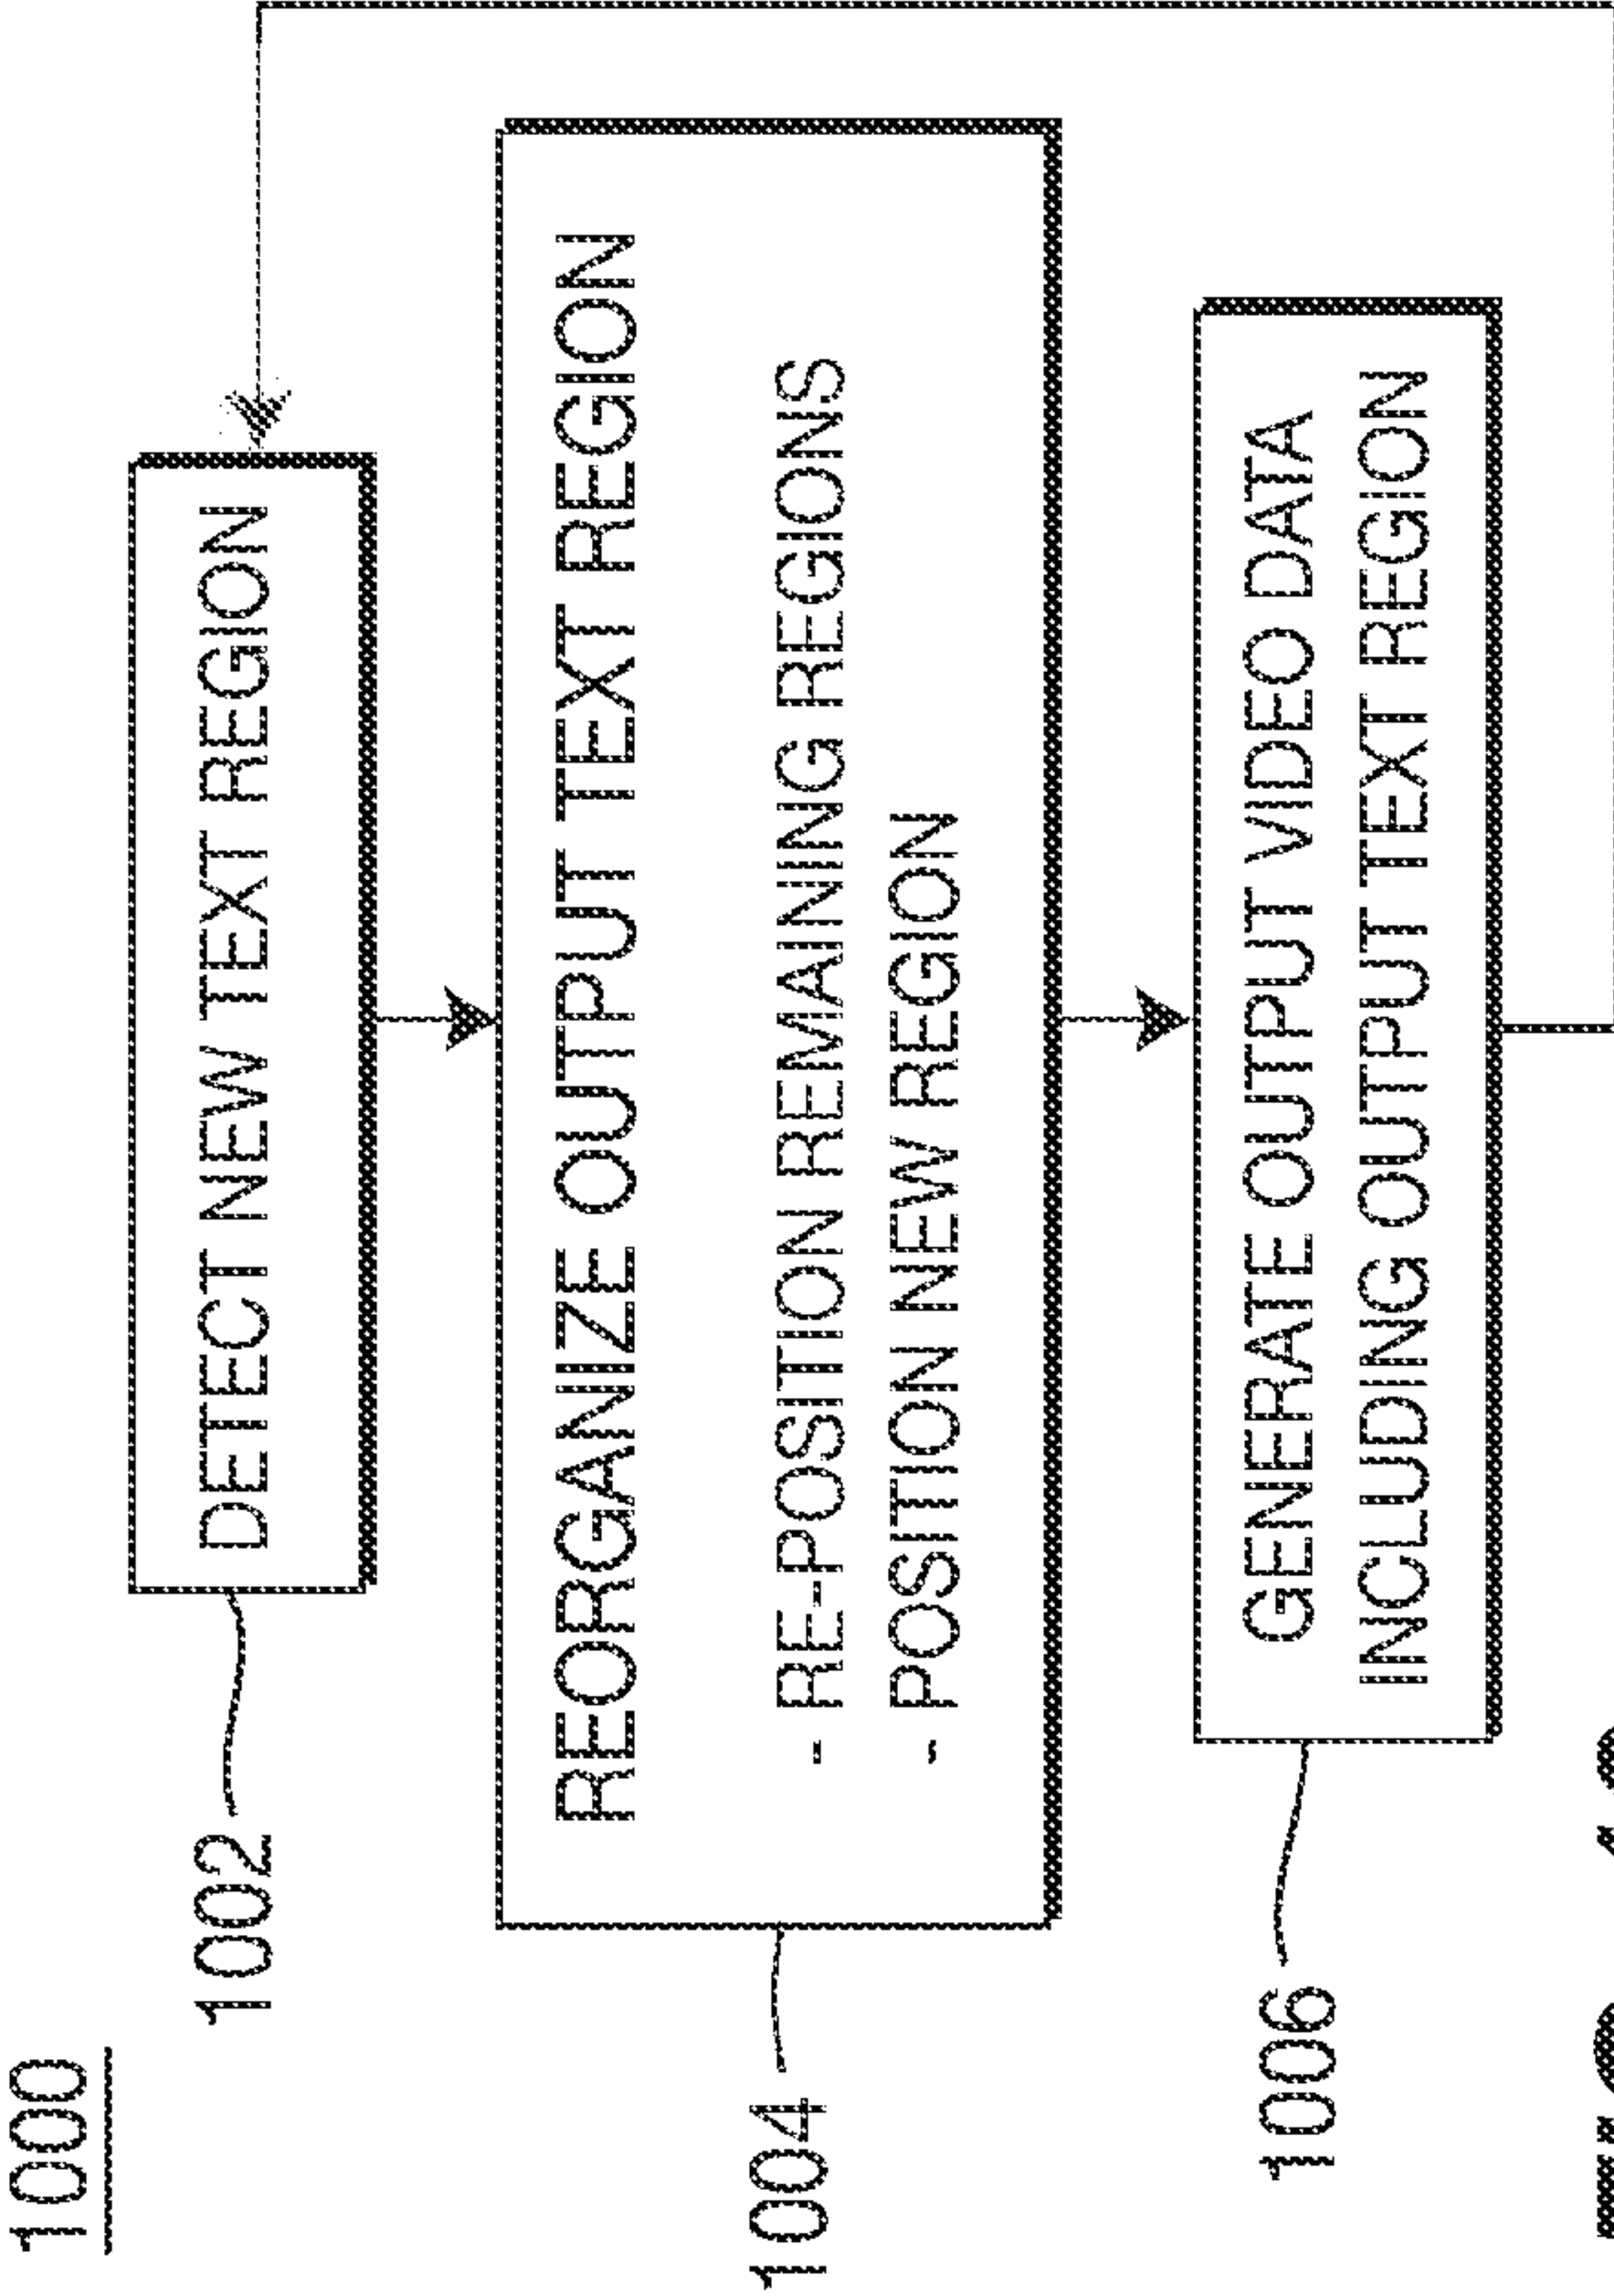 1000
1002
DETECT NEW TEXT REGION
1004
REORGANIZE OUTPUT TEXT REGION
- RE-POSITION REMAINING REGIONS
- POSITION NEW REGION
1006
GENERATE OUTPUT VIDEO DATA
INCLUDING OUTPUT TEXT REGION